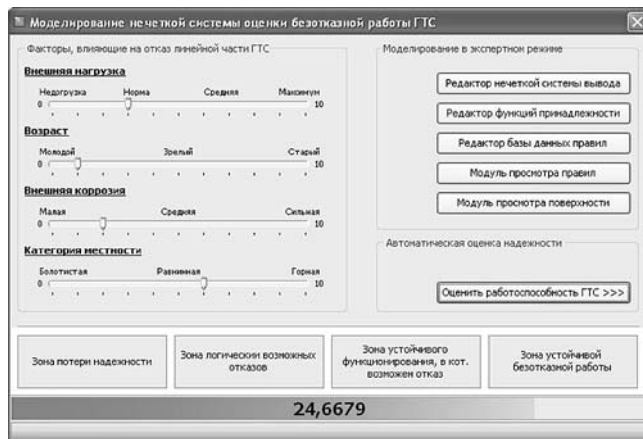 Моделирование нечеткой системы оценки безотказной работы ГТС
Факторы, влияющие на отказ линейной части ГТС
Внешняя нагрузка
Недогрузка Норма Средняя Максимум
0 10
Возраст
Молодой Зрелый Старый
0 10
Внешняя коррозия
Малая Средняя Сильная
0 10
Категория местности
Болотистая Равнинная Горная
0 10
Моделирование в экспертном режиме
Редактор нечеткой системы вывода
Редактор функций принадлежности
Редактор базы данных правил
Модуль просмотра правил
Модуль просмотра поверхности
Автоматическая оценка надежности
Оценить работоспособность ГТС >>>
Зона потери надежности
Зона логически возможных
отказов
Зона устойчивого
функционирования, в кот.
возможен отказ
Зона устойчивой
безотказной работы
24,6679